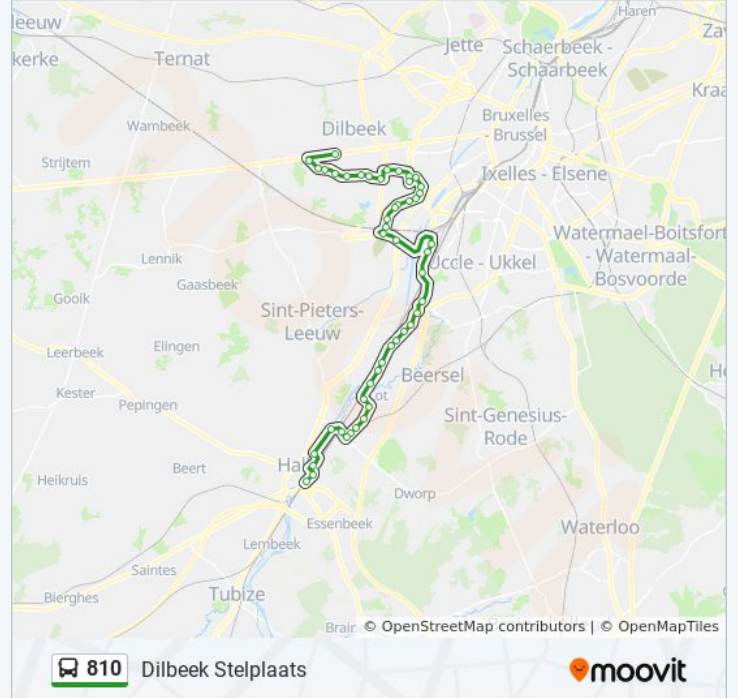 Haren
leeuw
Jette
Schaerbeek -
Schaarbeek
Zav
kerke
Ternat
Kraa
Bruxelles
- Brussel
Wambeek
Dilbeek
Strijtem
Ixelles - Elsene
Watermael-Boitsfort
- Watermaal-
Bosvoorde
Lennik
Uccle - Ukkel
Gaasbeek
Gooik
Sint-Pieters-
Leeuw
Leerbeek
Elingen
Beersel
Kester
Pepingen
ot
Sint-Genesius-
Rode
Hal
Beert
Heikruis
Dworp
Essenbeek
Waterloo
Lembeek
Saintes
Bierghes
Tubize
Brain
© OpenStreetMap contributors | © OpenMapTiles
810 Dilbeek Stelplaats
moovit